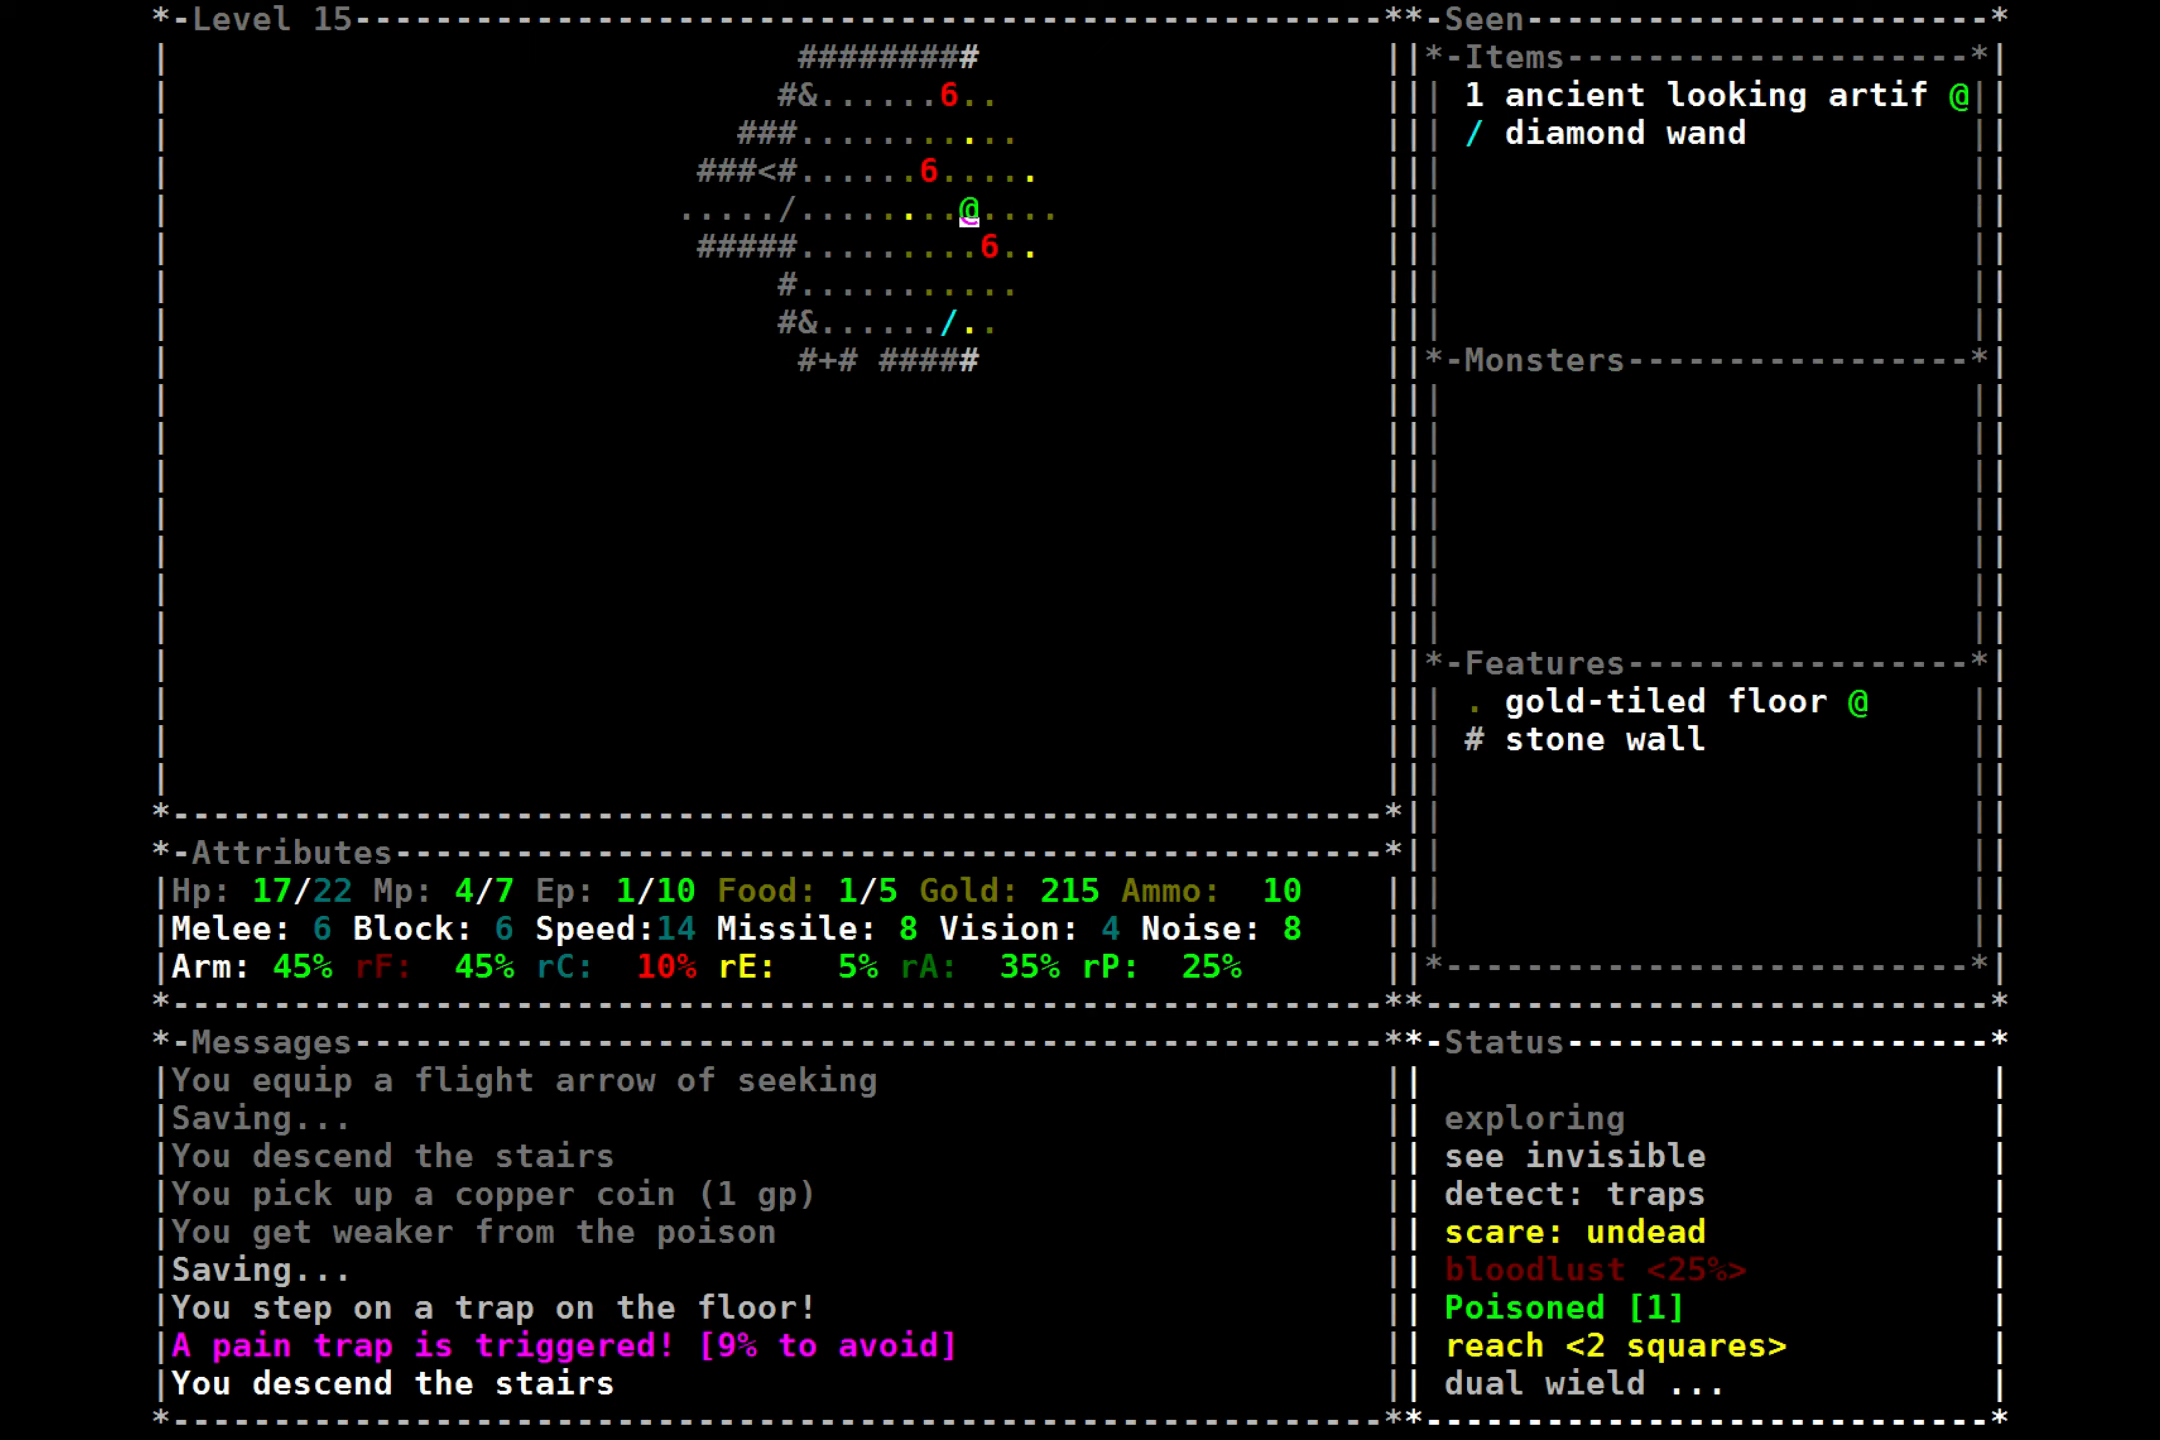 *-Level 15---------------------------------------------------**-Seen-----------------------*
|                               #########                    ||*-Items--------------------*|
|                              #&......6..                   ||| 1 ancient looking artif @||
|                            ###...........                  ||| / diamond wand           ||
|                          ###<#......6.....                 |||                          ||
|                         ...../........@....                |||                          ||
|                          #####.........6..                 |||                          ||
|                              #...........                  |||                          ||
|                              #&....../..                   |||                          ||
|                               #+# #####                    ||*-Monsters-----------------*|
|                                                            |||                          ||
|                                                            |||                          ||
|                                                            |||                          ||
|                                                            |||                          ||
|                                                            |||                          ||
|                                                            |||                          ||
|                                                            |||                          ||
|                                                            ||*-Features-----------------*|
|                                                            ||| . gold-tiled floor @     ||
|                                                            ||| # stone wall             ||
|                                                            |||                          ||
*------------------------------------------------------------*||                          ||
*-Attributes-------------------------------------------------*||                          ||
|Hp: 17/22 Mp: 4/7 Ep: 1/10 Food: 1/5 Gold: 215 Ammo:  10    |||                          ||
|Melee: 6 Block: 6 Speed:14 Missile: 8 Vision: 4 Noise: 8    |||                          ||
|Arm: 45% rF:  45% rC:  10% rE:   5% rA:  35% rP:  25%       ||*--------------------------*|
*------------------------------------------------------------**----------------------------*
*-Messages---------------------------------------------------**-Status---------------------*
|You equip a flight arrow of seeking                         ||                            |
|Saving...                                                   || exploring                  |
|You descend the stairs                                      || see invisible              |
|You pick up a copper coin (1 gp)                            || detect: traps              |
|You get weaker from the poison                              || scare: undead              |
|Saving...                                                   || bloodlust <25%>            |
|You step on a trap on the floor!                            || Poisoned [1]               |
|A pain trap is triggered! [9% to avoid]                     || reach <2 squares>          |
|You descend the stairs                                      || dual wield ...             |
*------------------------------------------------------------**----------------------------*